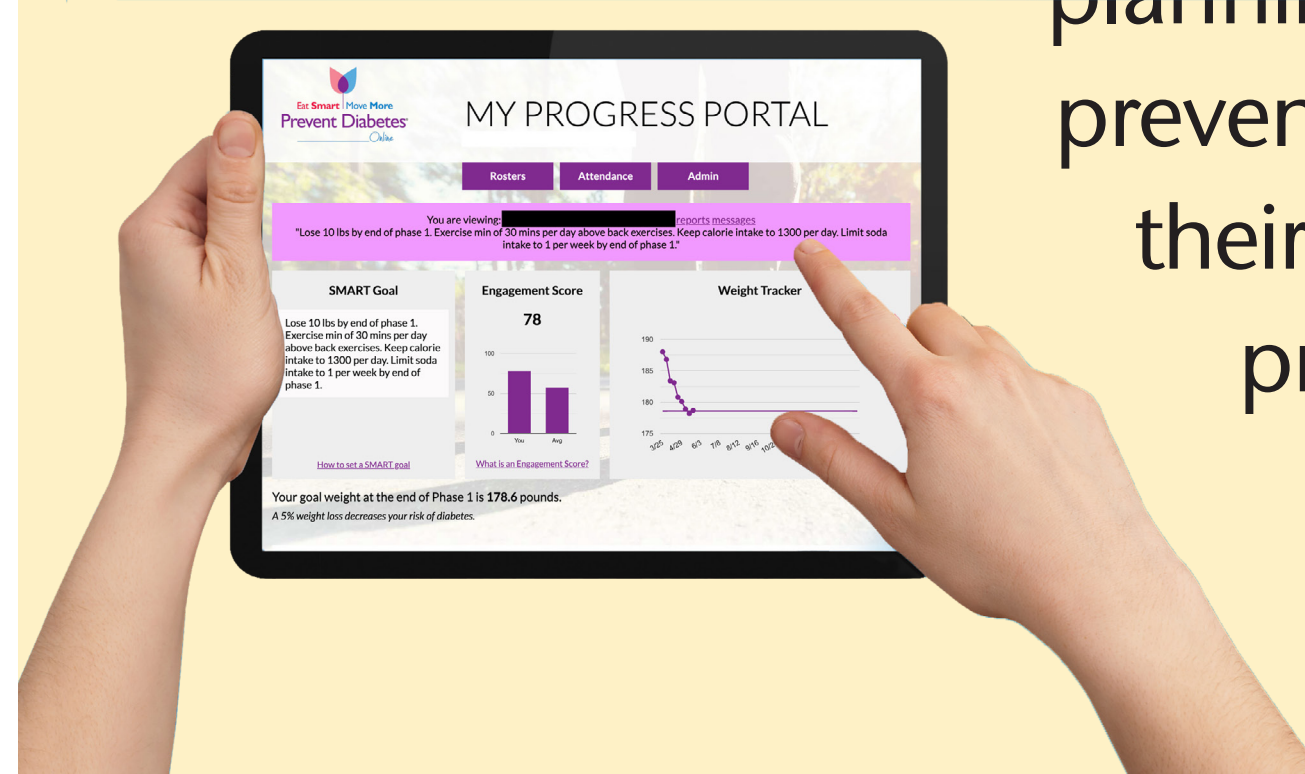 their
Eat Smart Move More
Prevent Diabetes
Online
MY PROGRESS PORTAL
Rosters Attendance Admin
You are viewing: reports messages
"Lose 10 lbs by end of phase 1. Exercise min of 30 mins per day above back exercises. Keep calorie intake to 1300 per day. Limit soda
intake to 1 per week by end of phase 1."
SMART Goal
Lose 10 lbs by end of phase 1.
Exercise min of 30 mins per day
above back exercises. Keep calorie
intake to 1300 per day. Limit soda
intake to 1 per week by end of
phase 1.
How to set a SMART goal
Engagement Score
78
100
50
0
You Avg
What is an Engagement Score?
Weight Tracker
190
185
180
175
3/25 4/29 6/3 7/8 8/12 9/16
Your goal weight at the end of Phase 1 is 178.6 pounds.
A 5% weight loss decreases your risk of diabetes.